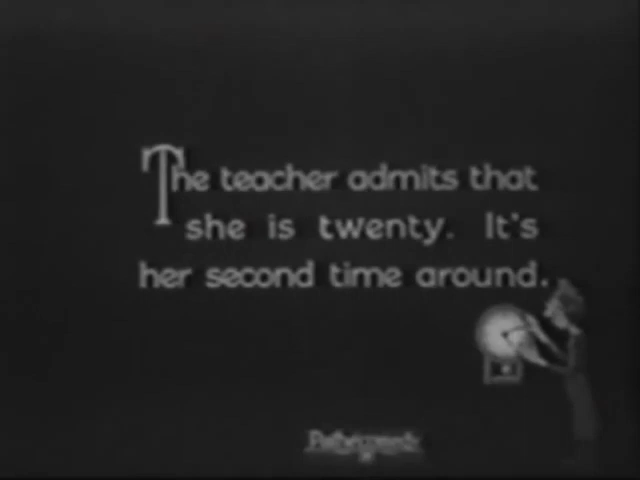 The teacher admits that
she is twenty. It's
her second time around.